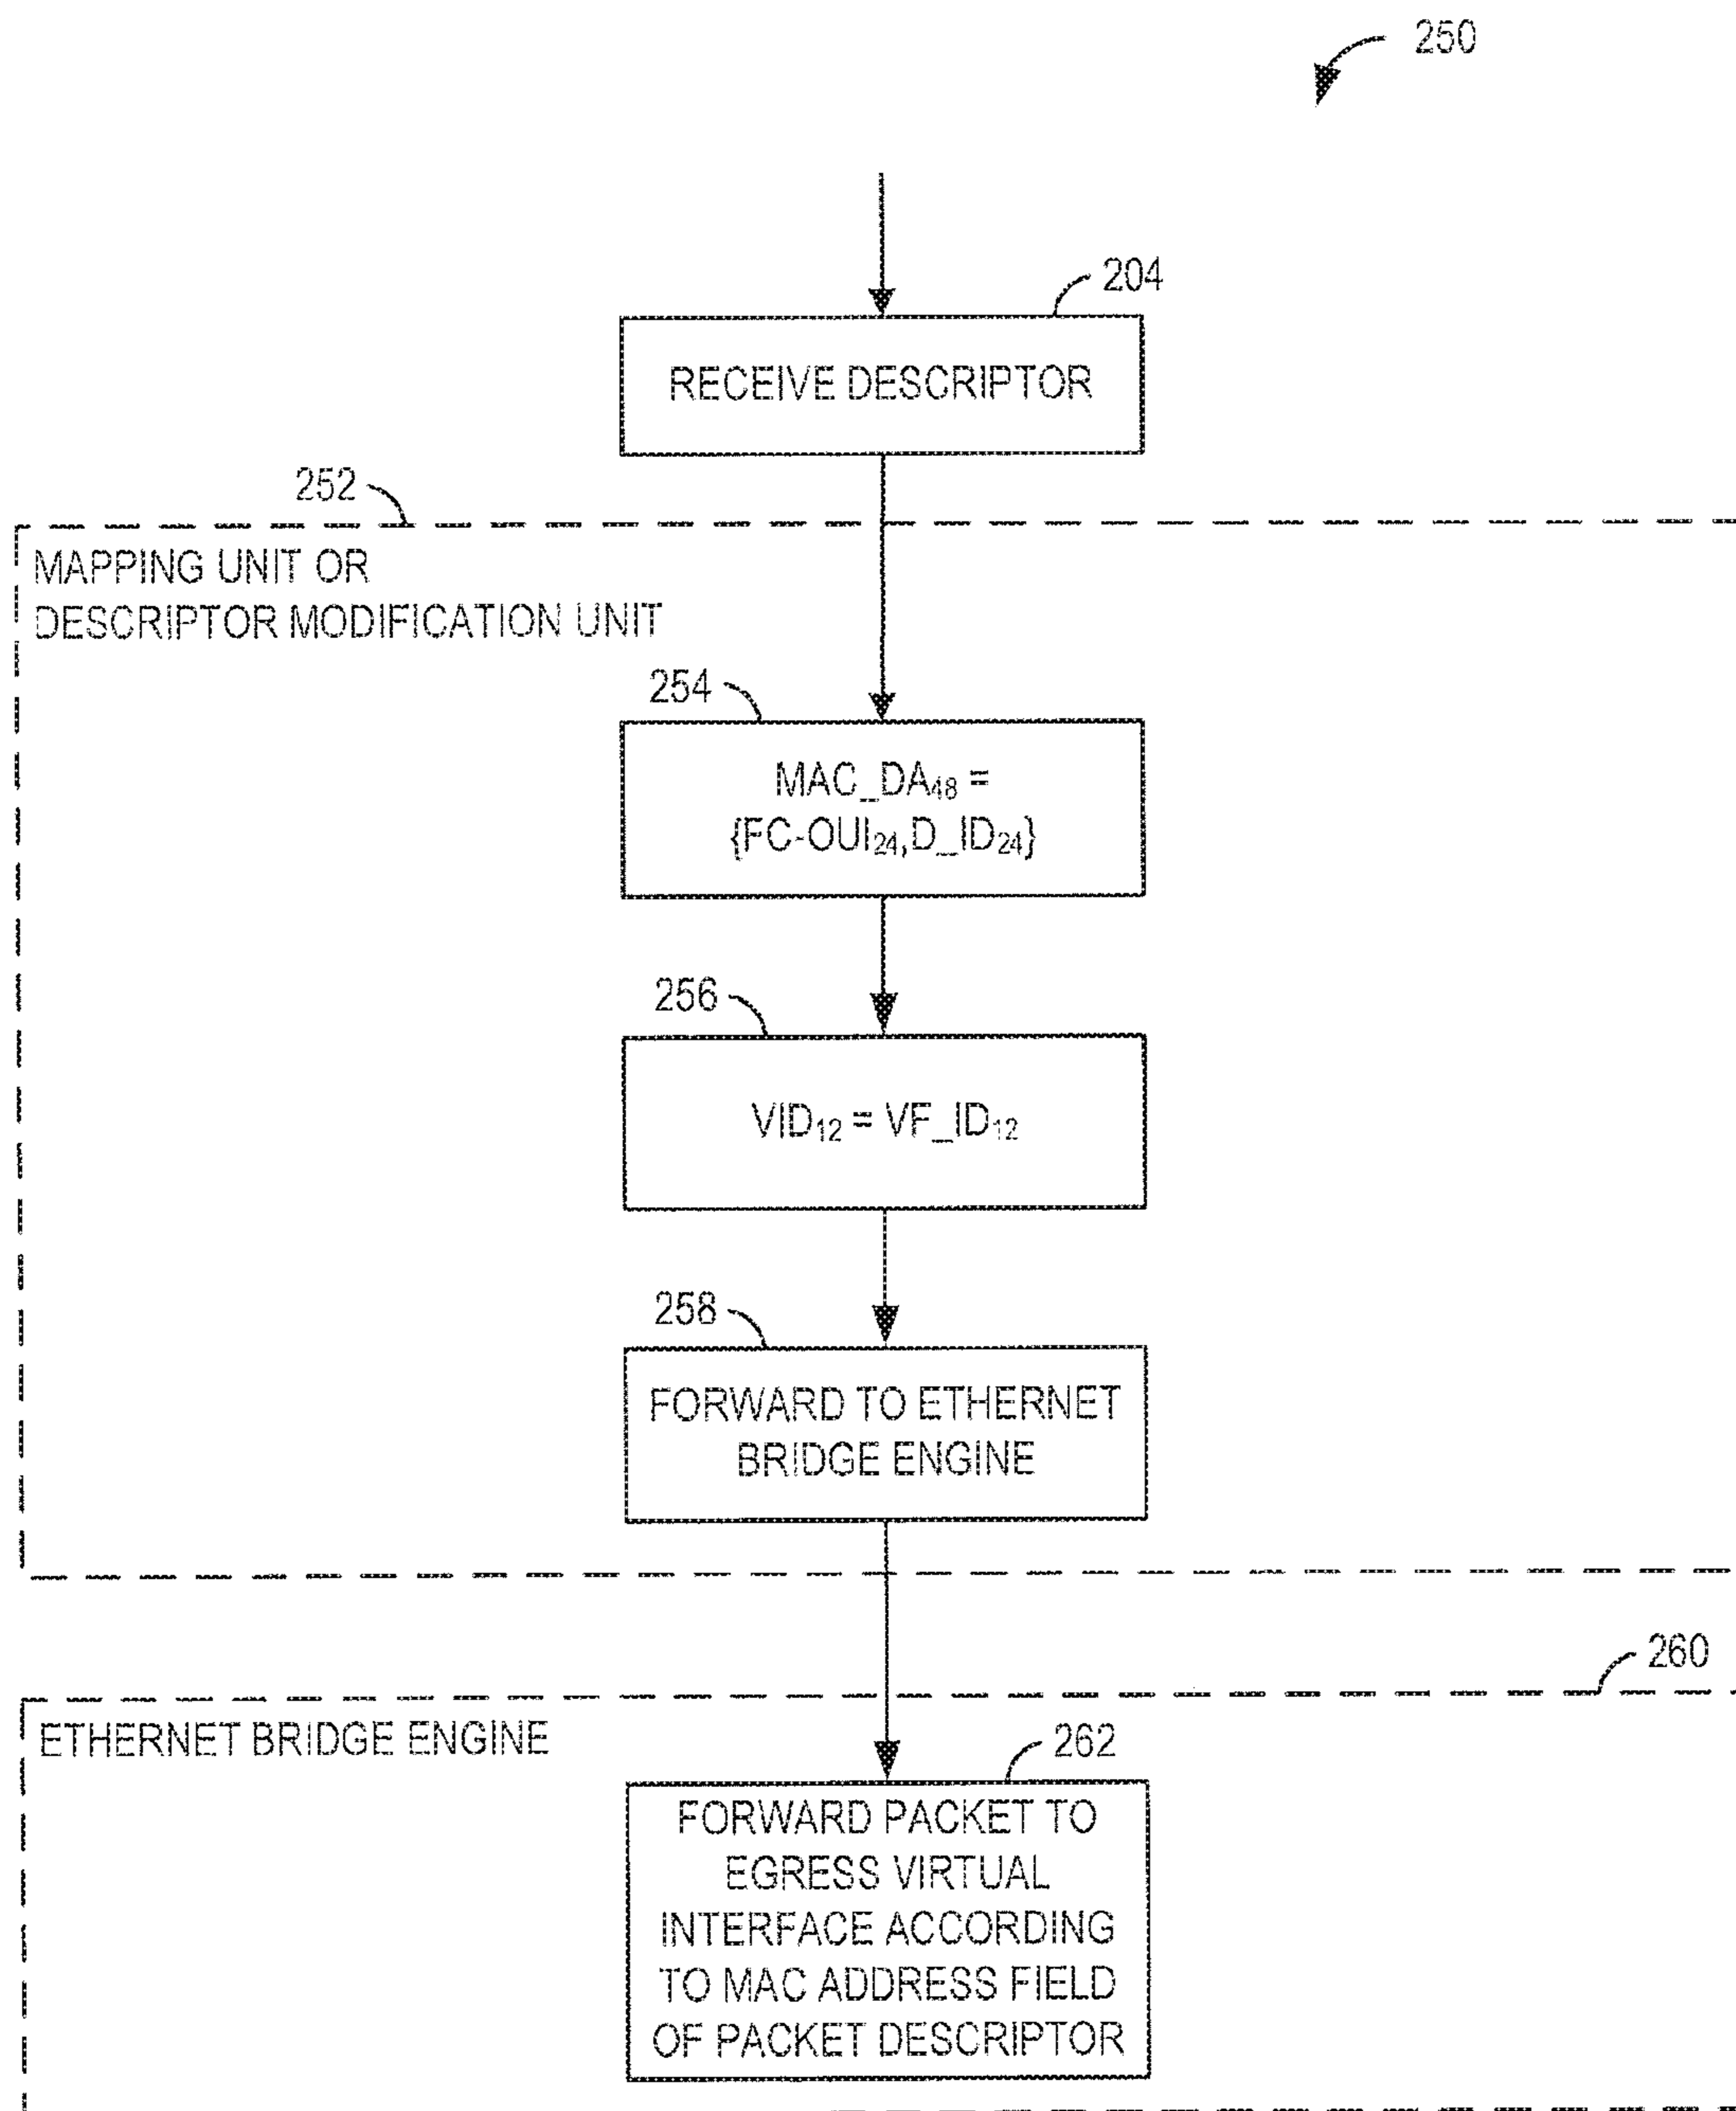 250
204
RECEIVE DESCRIPTOR
252
MAPPING UNIT OR
DESCRIPTOR MODIFICATION UNIT
254
MAC_DA48 =
{FC-OUI24,D_ID24}
256
VID12 = VF_ID12
258
FORWARD TO ETHERNET
BRIDGE ENGINE
260
ETHERNET BRIDGE ENGINE
262
FORWARD PACKET TO
EGRESS VIRTUAL
INTERFACE ACCORDING
TO MAC ADDRESS FIELD
OF PACKET DESCRIPTOR